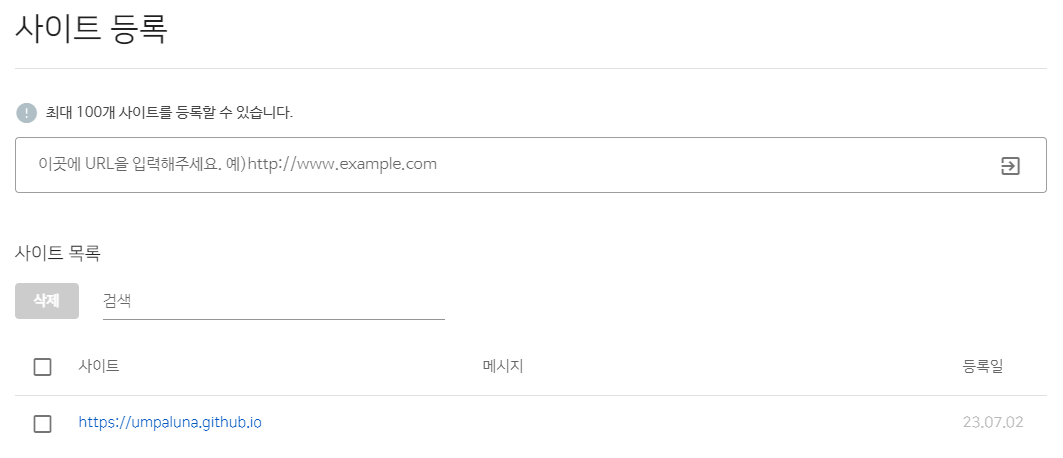 사이트 등록
! 최대 100개 사이트를 등록할 수 있습니다.
이곳에 URL을 입력해주세요. 예)http://www.example.com
사이트 목록
삭제 검색
사이트 메시지 등록일
https://umpaluna.github.io 23.07.02